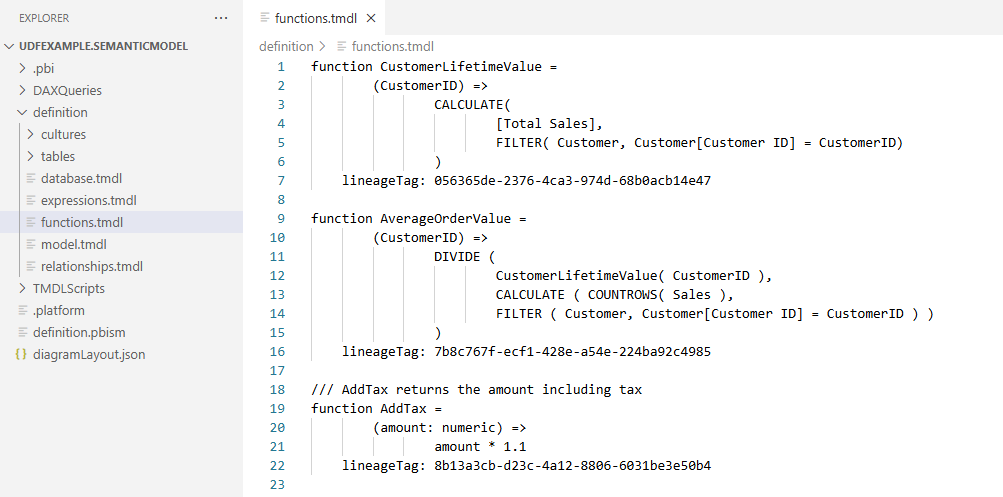 EXPLORER
UDFEXAMPLE.SEMANTICMODEL
.pbi
DAXQueries
definition
cultures
tables
database.tmdl
expressions.tmdl
functions.tmdl
model.tmdl
relationships.tmdl
TMDLScripts
.platform
definition.pbism
{} diagramLayout.json
functions.tmdl ×
definition > functions.tmdl
1 function CustomerLifetimeValue =
2 (CustomerID) =>
3 CALCULATE(
4 [Total Sales],
5 FILTER( Customer, Customer[Customer ID] = CustomerID)
6 )
7 lineageTag: 056365de-2376-4ca3-974d-68b0acb14e47
8
9 function AverageOrderValue =
10 (CustomerID) =>
11 DIVIDE (
12 CustomerLifetimeValue( CustomerID ),
13 CALCULATE ( COUNTROWS( Sales ),
14 FILTER ( Customer, Customer[Customer ID] = CustomerID ) )
15 )
16 lineageTag: 7b8c767f-ecf1-428e-a54e-224ba92c4985
17
18 /// AddTax returns the amount including tax
19 function AddTax =
20 (amount: numeric) =>
21 amount * 1.1
22 lineageTag: 8b13a3cb-d23c-4a12-8806-6031be3e50b4
23